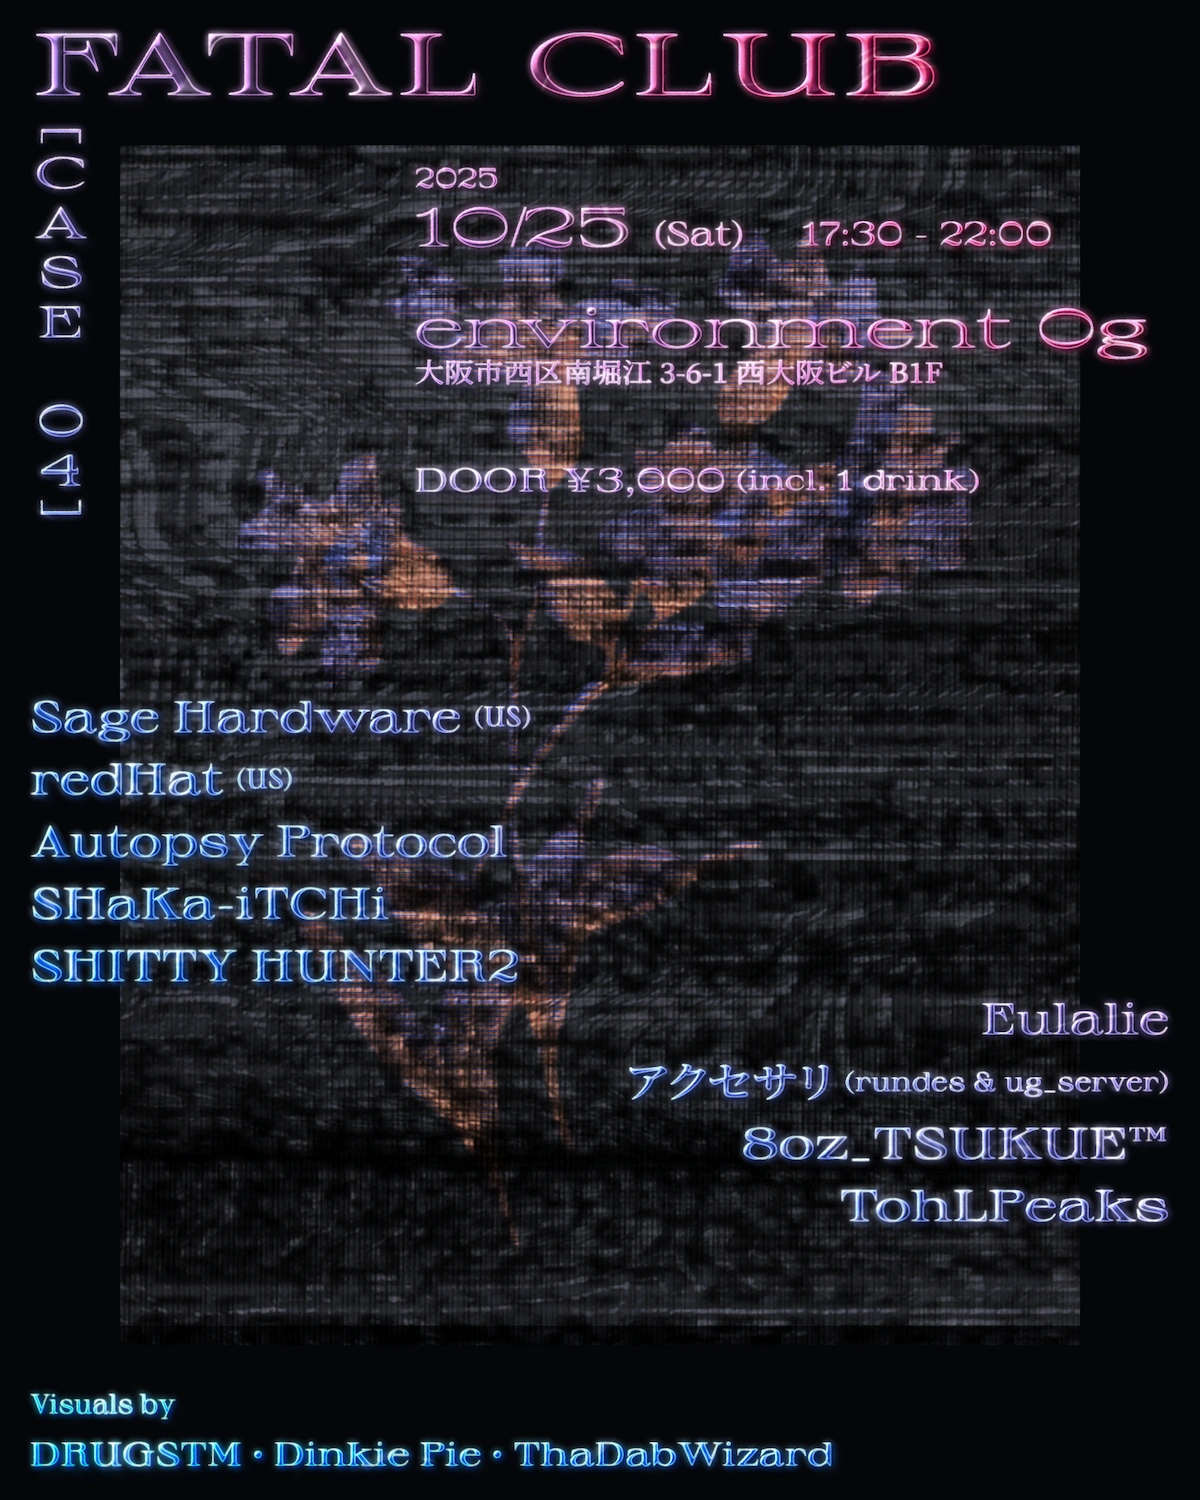 FATAL CLUB
[CASE 04]
2025
10/25 (Sat) 17:30 - 22:00
environment 0g
大阪市西区南堀江 3-6-1 西大阪ビル B1F
DOOR ¥3,000 (incl. 1 drink)
Sage Hardware (US)
redHat (US)
Autopsy Protocol
SHaKa-iTCHi
SHITTY HUNTER2
Eulalie
アクセサリ (rundes & ug_server)
8oz_TSUKUE™
TohLPeaks
Visuals by
DRUGSTM • Dinkie Pie • ThaDabWizard